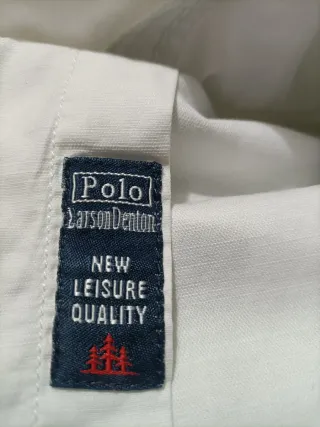 Polo
LarsonDenton
NEW
LEISURE
QUALITY